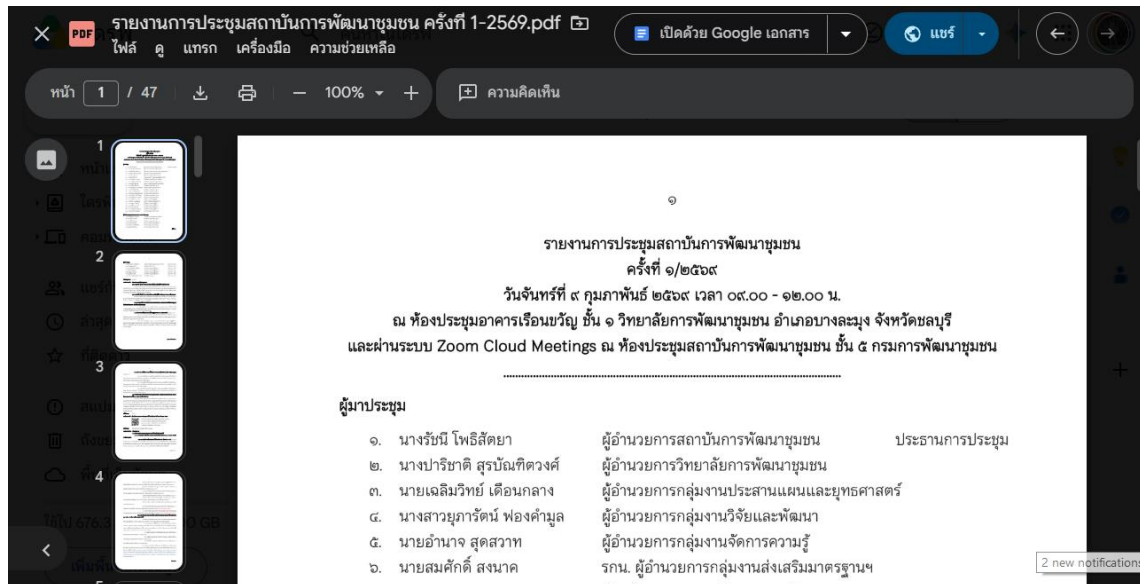 รายงานการประชุมสถาบันการพัฒนาชุมชน ครั้งที่ 1-2569.pdf
PDF
ไฟล์ ดู แทรก เครื่องมือ ความช่วยเหลือ
เปิดด้วย Google เอกสาร
แชร์
หน้า 1 / 47
100%
ความคิดเห็น
1
2
3
4
๑
รายงานการประชุมสถาบันการพัฒนาชุมชน
ครั้งที่ ๑/๒๕๖๙
วันจันทร์ที่ ๙ กุมภาพันธ์ ๒๕๖๙ เวลา ๐๙.๐๐ - ๑๒.๐๐ น.
ณ ห้องประชุมอาคารเรือนขวัญ ชั้น ๑ วิทยาลัยการพัฒนาชุมชน อำเภอบางละมุง จังหวัดชลบุรี
และผ่านระบบ Zoom Cloud Meetings ณ ห้องประชุมสถาบันการพัฒนาชุมชน ชั้น ๕ กรมการพัฒนาชุมชน
ผู้มาประชุม
๑. นางรัชนี โพธิสัตยา ผู้อำนวยการสถาบันการพัฒนาชุมชน ประธานการประชุม
๒. นางปาริชาติ สุรบัณฑิตวงศ์ ผู้อำนวยการวิทยาลัยการพัฒนาชุมชน
๓. นายเฉลิมวิทย์ เดือนกลาง ผู้อำนวยการกลุ่มงานประสานแผนและยุทธศาสตร์
๔. นางสาวยุภารัตน์ ฟองคำมูล ผู้อำนวยการกลุ่มงานวิจัยและพัฒนา
๕. นายอำนาจ สุดสวาท ผู้อำนวยการกลุ่มงานจัดการความรู้
๖. นายสมศักดิ์ สงนาค รกน. ผู้อำนวยการกลุ่มงานส่งเสริมมาตรฐานฯ
2 new notifications